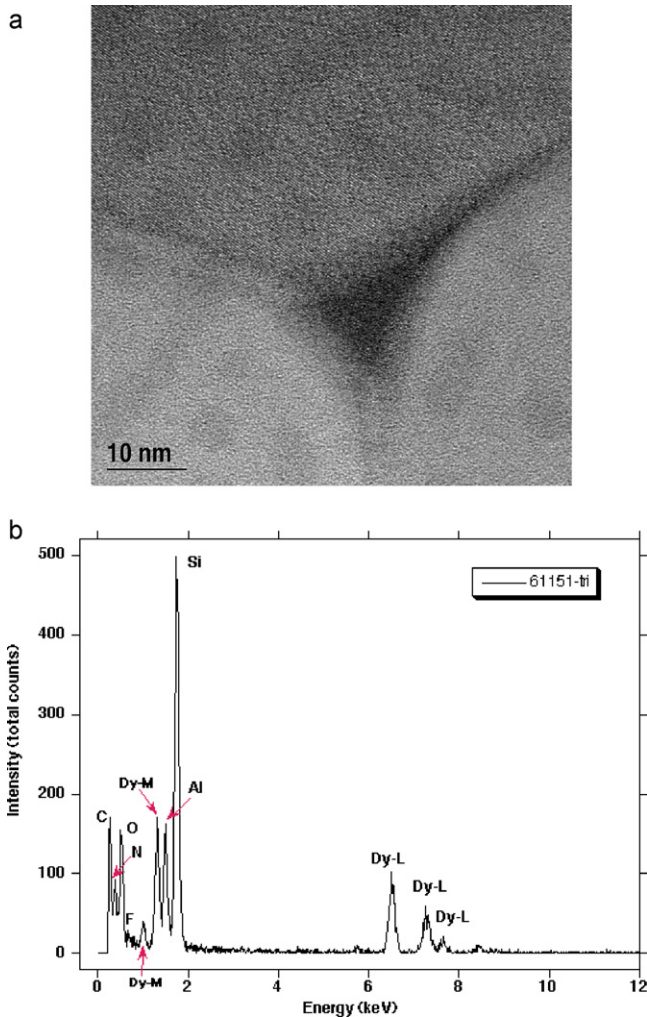 a
10 nm
b
500
400
300
200
100
0
Intensity (total counts)
Si
61151-tri
Dy-M
Al
C
O
N
F
Dy-M
Dy-L
Dy-L
Dy-L
0 2 4 6 8 10 12
Energy (keV)